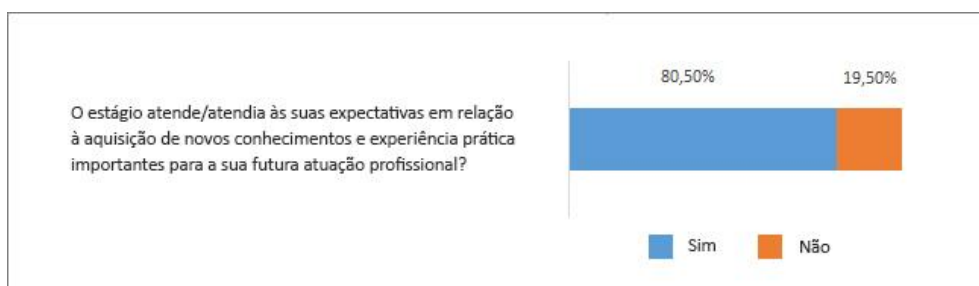 80,50% 19,50%
O estágio atende/atendia às suas expectativas em relação
à aquisição de novos conhecimentos e experiência prática
importantes para a sua futura atuação profissional?
Sim Não